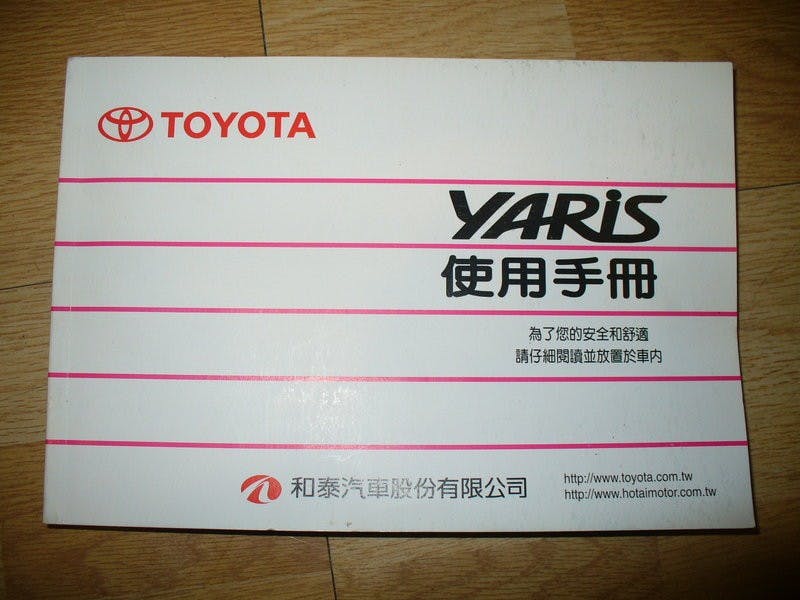 TOYOTA
YARiS
使用手冊
為了您的安全和舒適
請仔細閱讀並放置於車内
和泰汽車股份有限公司
http://www.toyota.com.tw
http://www.hotaimotor.com.tw